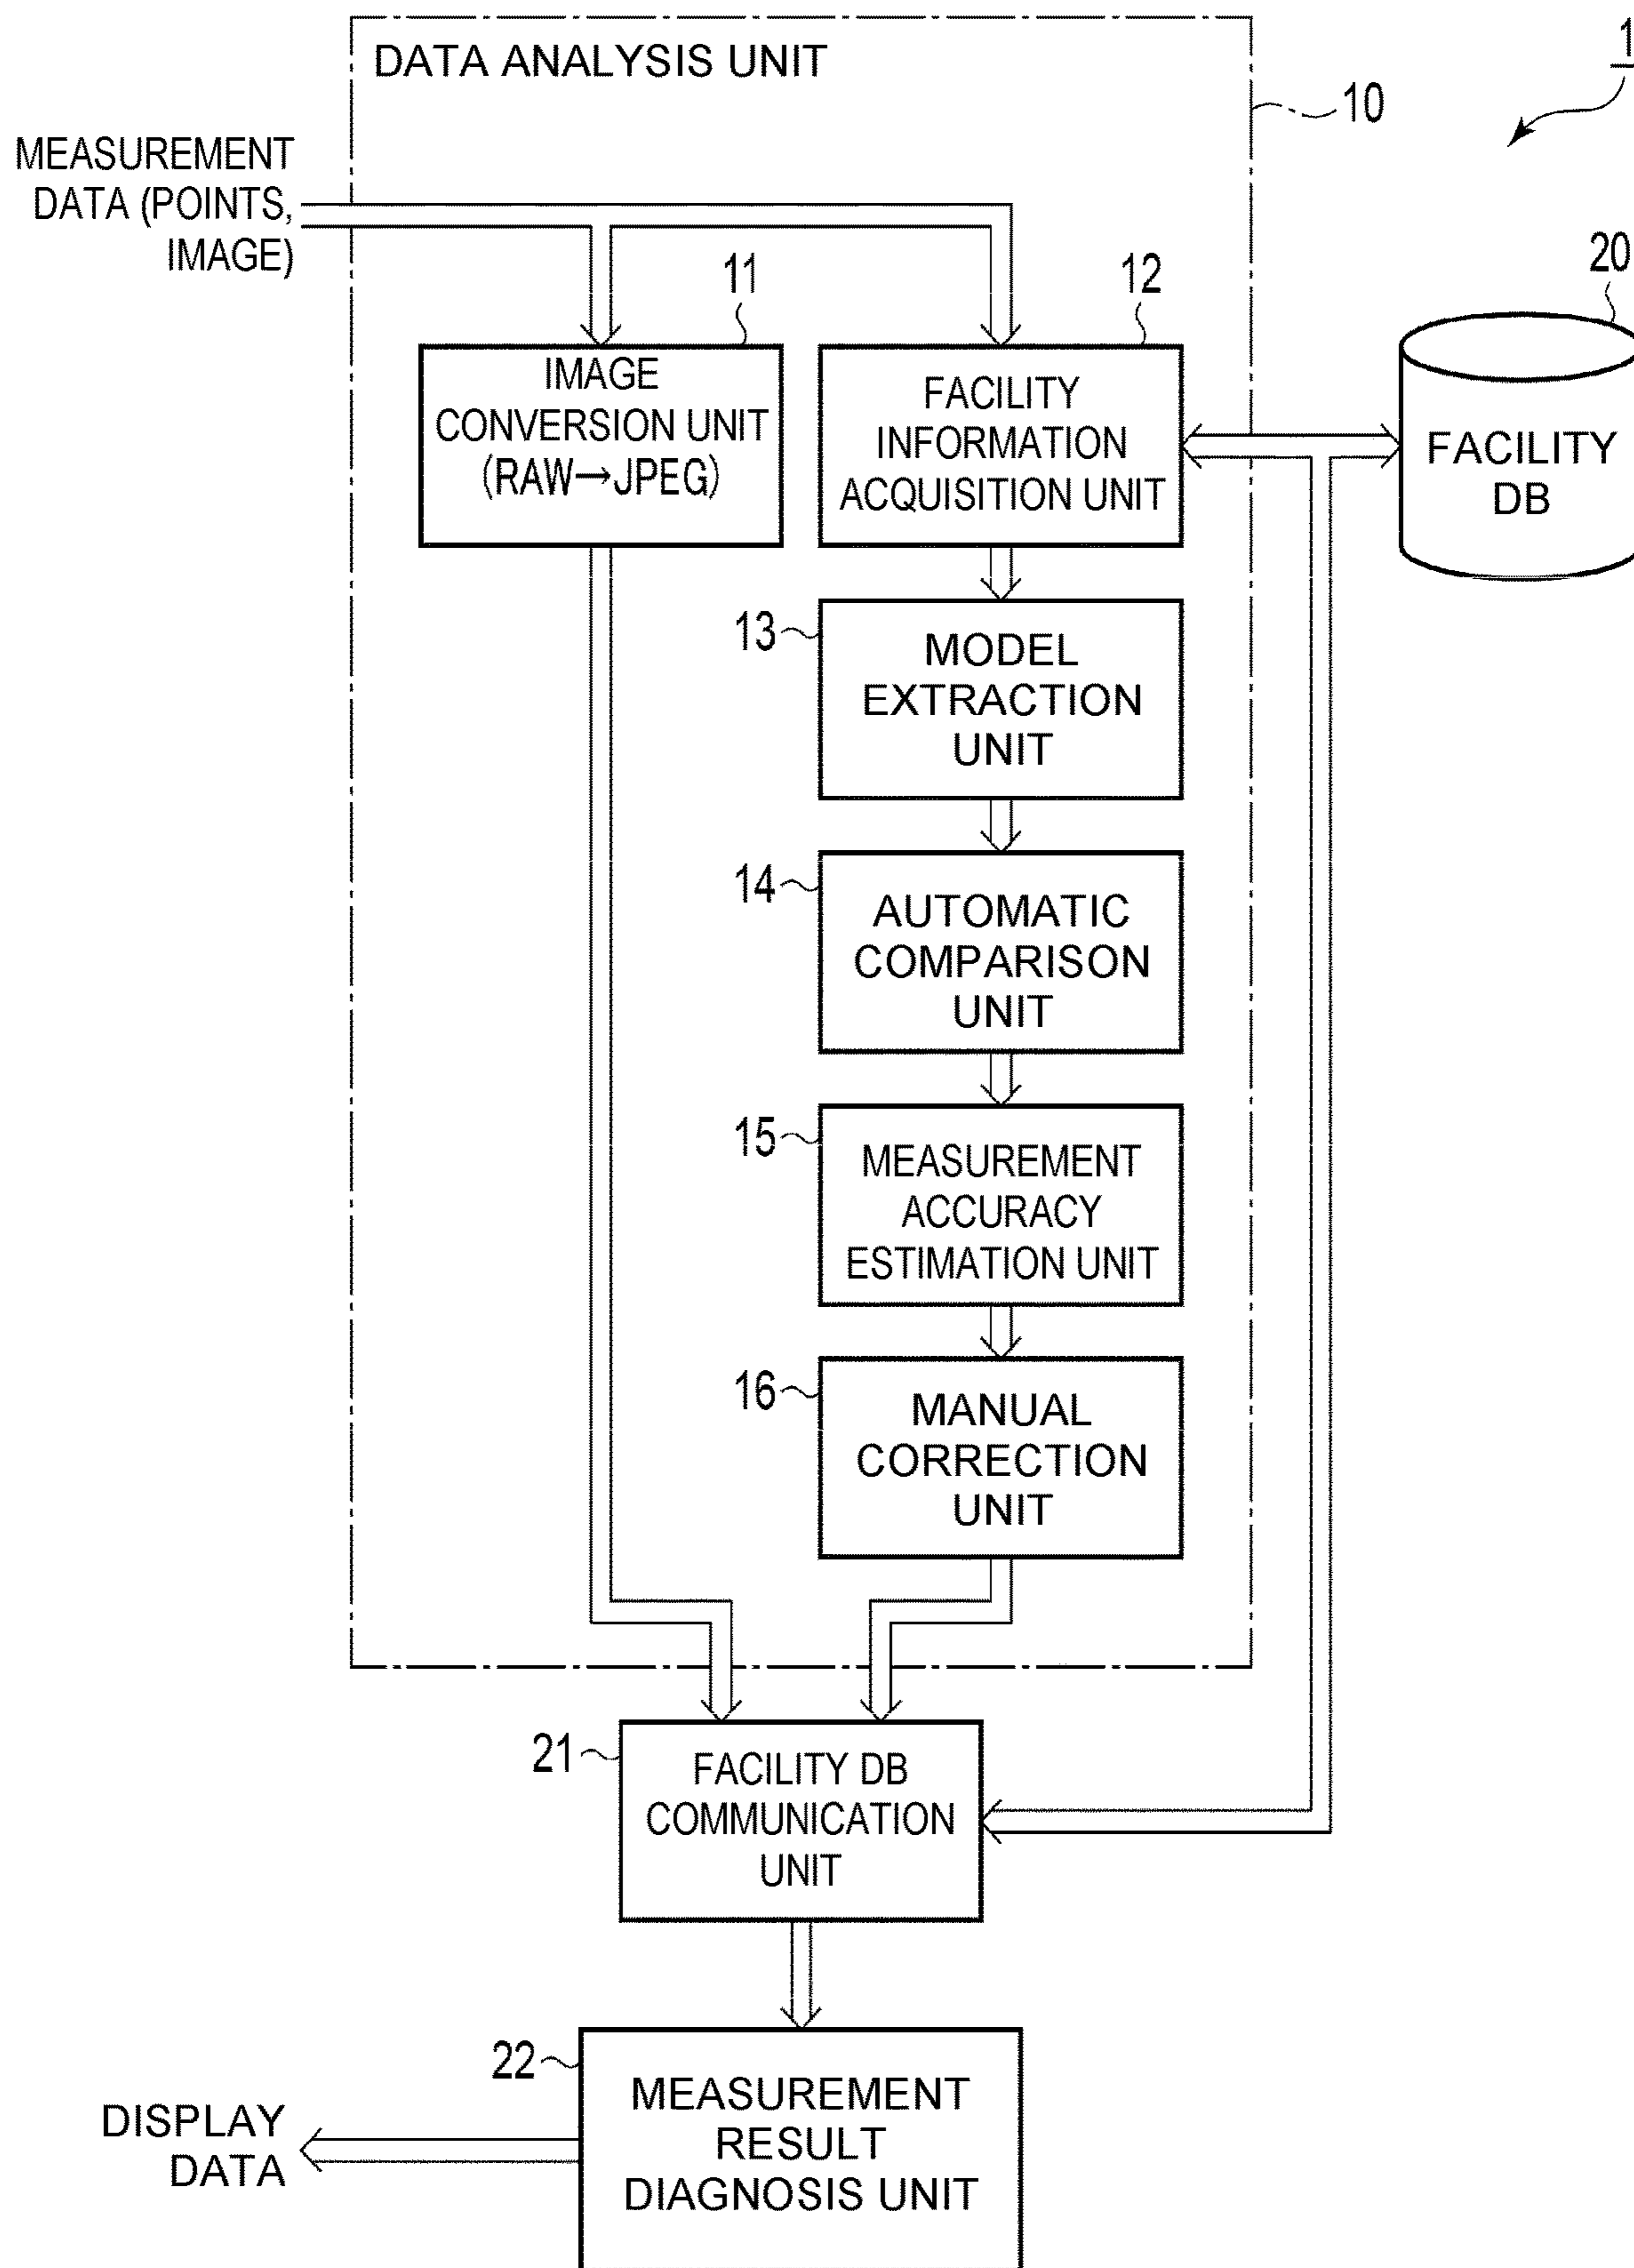 1
DATA ANALYSIS UNIT
10
MEASUREMENT
DATA (POINTS,
IMAGE)
11
12
20
IMAGE
CONVERSION UNIT
(RAW→JPEG)
FACILITY
INFORMATION
ACQUISITION UNIT
FACILITY
DB
13
MODEL
EXTRACTION
UNIT
14
AUTOMATIC
COMPARISON
UNIT
15
MEASUREMENT
ACCURACY
ESTIMATION UNIT
16
MANUAL
CORRECTION
UNIT
21
FACILITY DB
COMMUNICATION
UNIT
22
MEASUREMENT
RESULT
DIAGNOSIS UNIT
DISPLAY
DATA